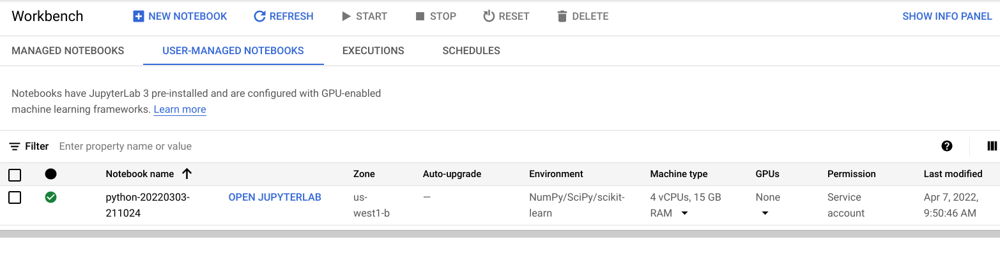 Workbench NEW NOTEBOOK REFRESH START STOP RESET DELETE SHOW INFO PANEL
MANAGED NOTEBOOKS USER-MANAGED NOTEBOOKS EXECUTIONS SCHEDULES
Notebooks have JupyterLab 3 pre-installed and are configured with GPU-enabled
machine learning frameworks. Learn more
Filter Enter property name or value
Notebook name Zone Auto-upgrade Environment Machine type GPUs Permission Last modified
python-20220303- OPEN JUPYTERLAB us- — NumPy/SciPy/scikit- 4 vCPUs, 15 GB None Service Apr 7, 2022,
211024 west1-b learn RAM account 9:50:46 AM